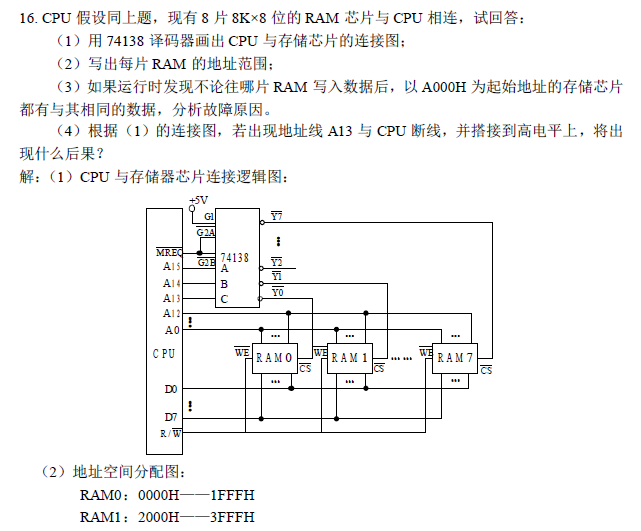 16. CPU 假设同上题，现有 8 片 8K×8 位的 RAM 芯片与 CPU 相连，试回答：
（1）用 74138 译码器画出 CPU 与存储芯片的连接图；
（2）写出每片 RAM 的地址范围；
（3）如果运行时发现不论往哪片 RAM 写入数据后，以 A000H 为起始地址的存储芯片
都有与其相同的数据，分析故障原因。
（4）根据（1）的连接图，若出现地址线 A13 与 CPU 断线，并搭接到高电平上，将出
现什么后果？
解：（1）CPU 与存储器芯片连接逻辑图：
+5V
G1
Y7
G2A
MREQ
G2B
74138
Y2
A15
A
Y1
A14
B
Y0
A13
C
A12
A0
CPU
WE
RAM0
CS
WE
RAM1
CS
WE
RAM7
CS
D0
D7
R/W
（2）地址空间分配图：
RAM0：0000H——1FFFH
RAM1：2000H——3FFFH